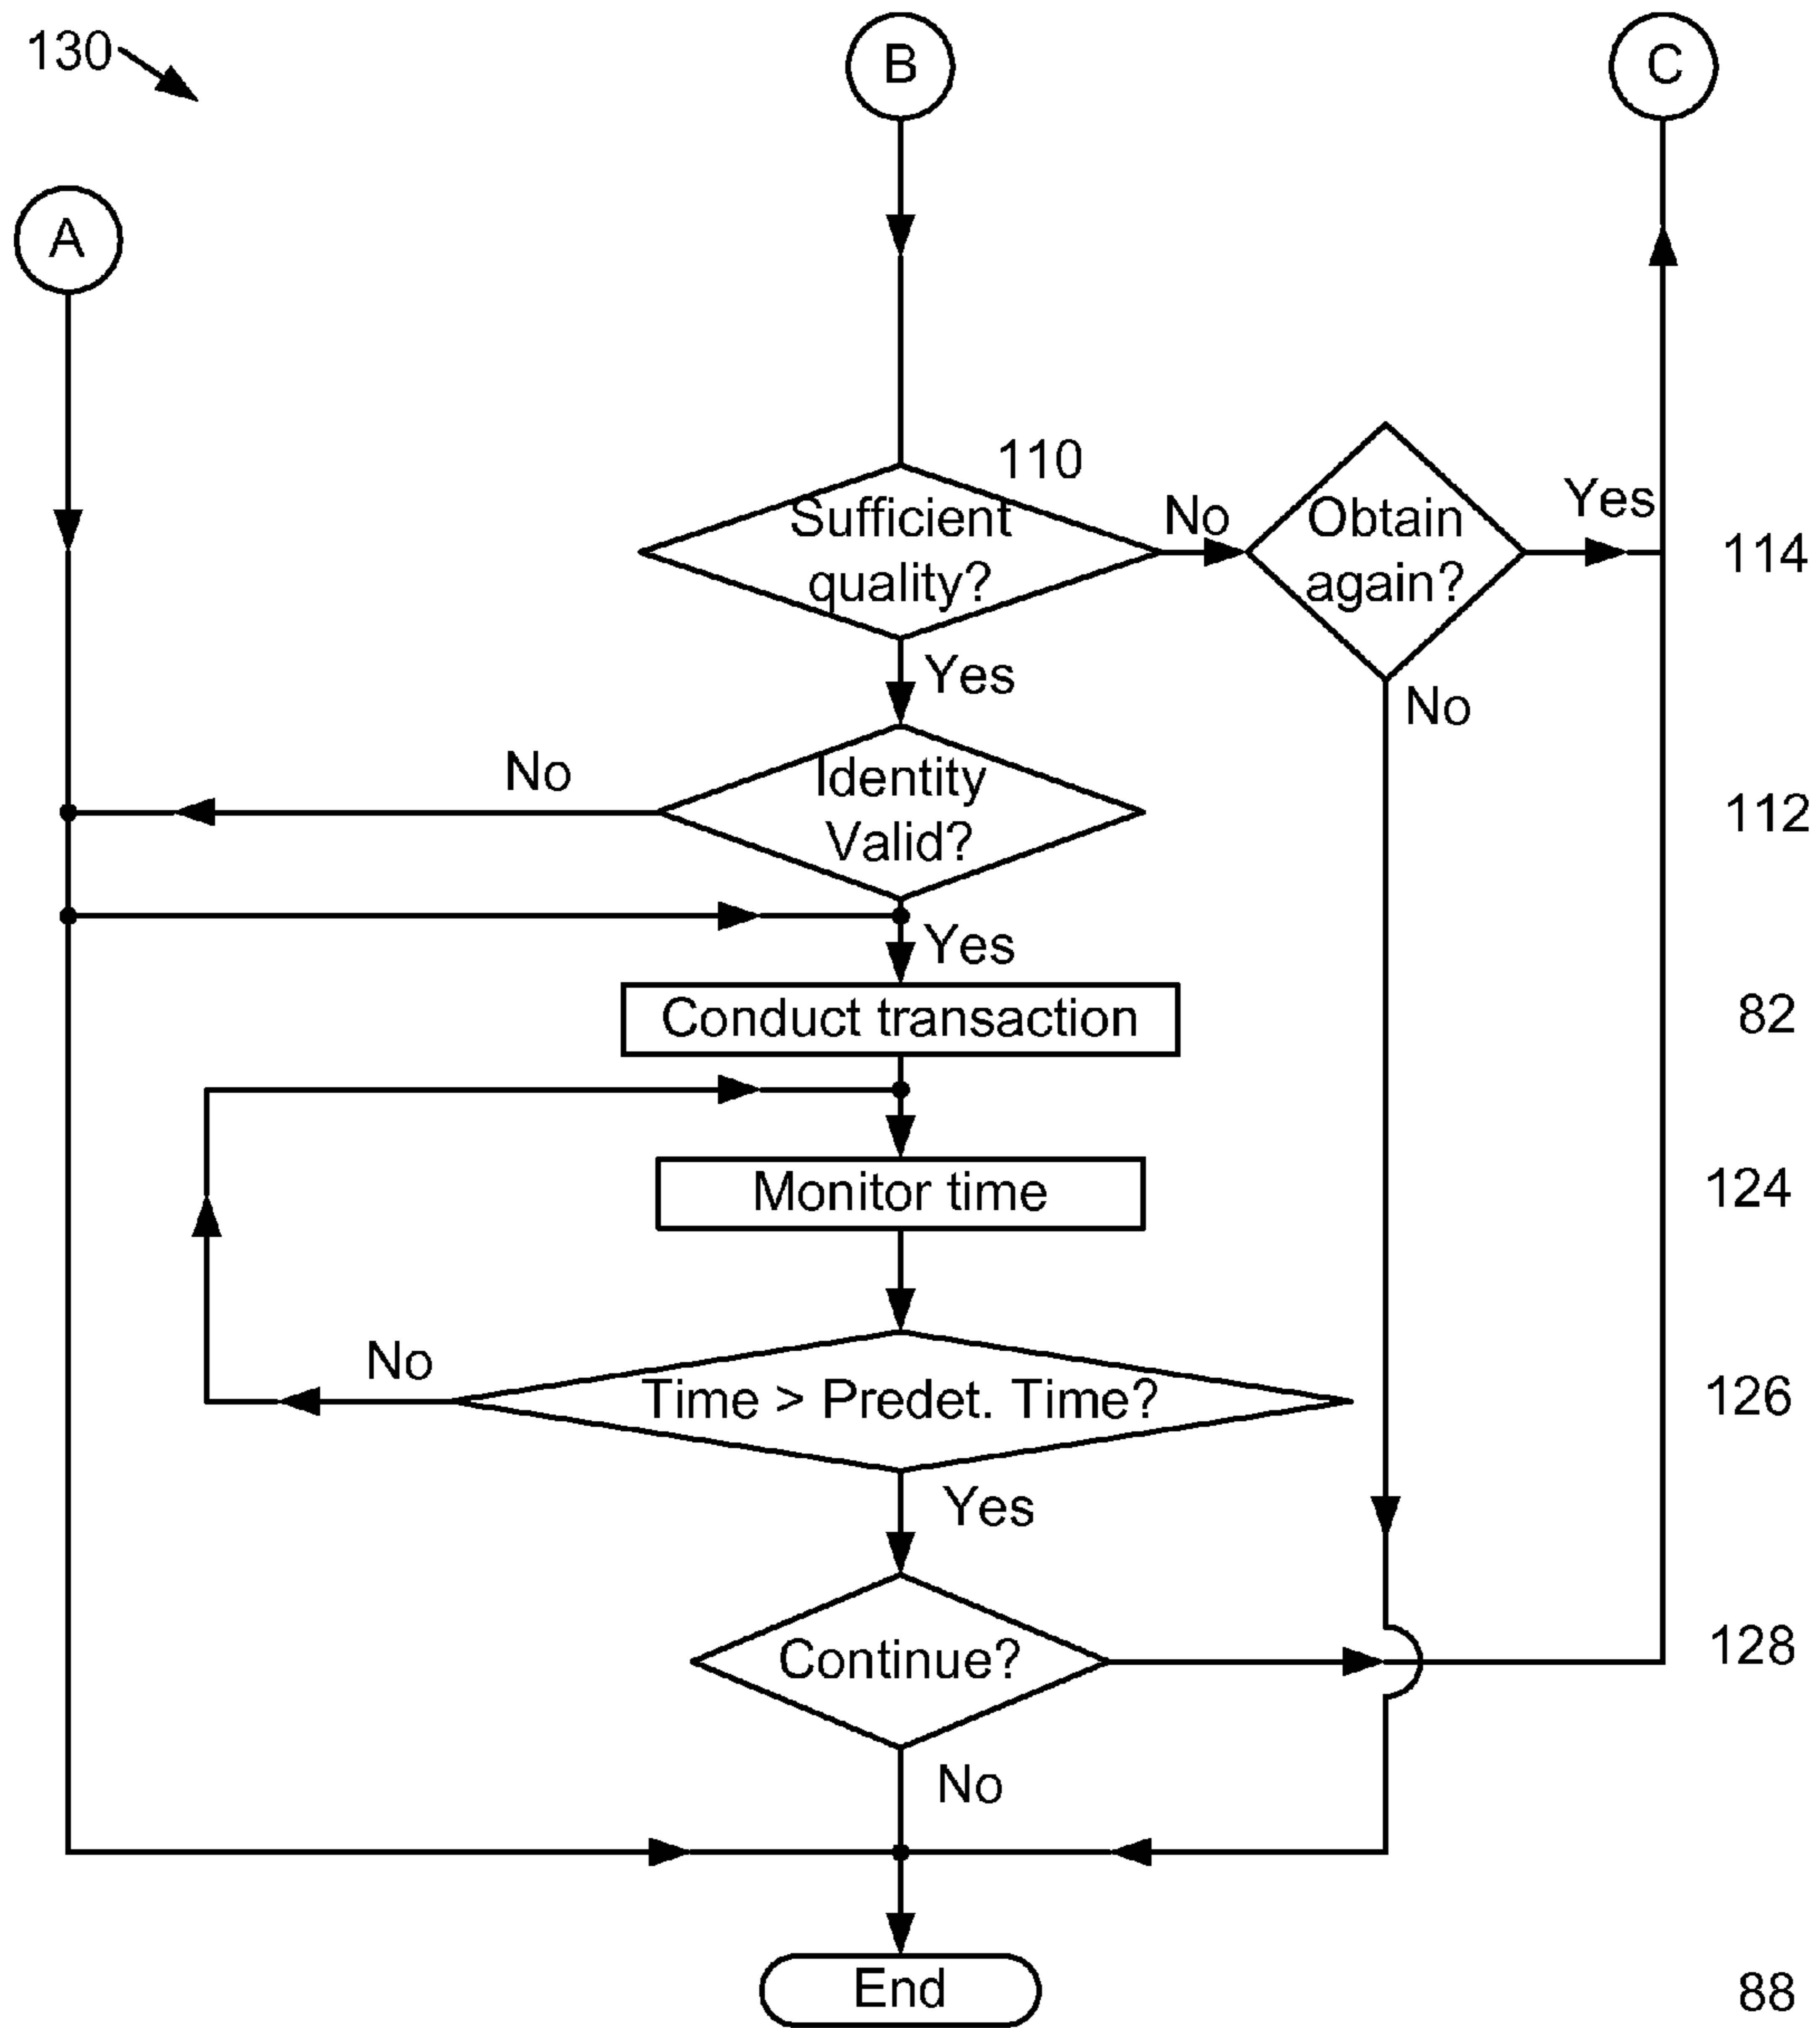 130
B
C
A
110
Sufficient
quality?
No
Obtain
again?
Yes
114
Yes
No
No
Identity
Valid?
112
Yes
Conduct transaction
82
Monitor time
124
No
Time > Predet. Time?
126
Yes
Continue?
128
No
End
88